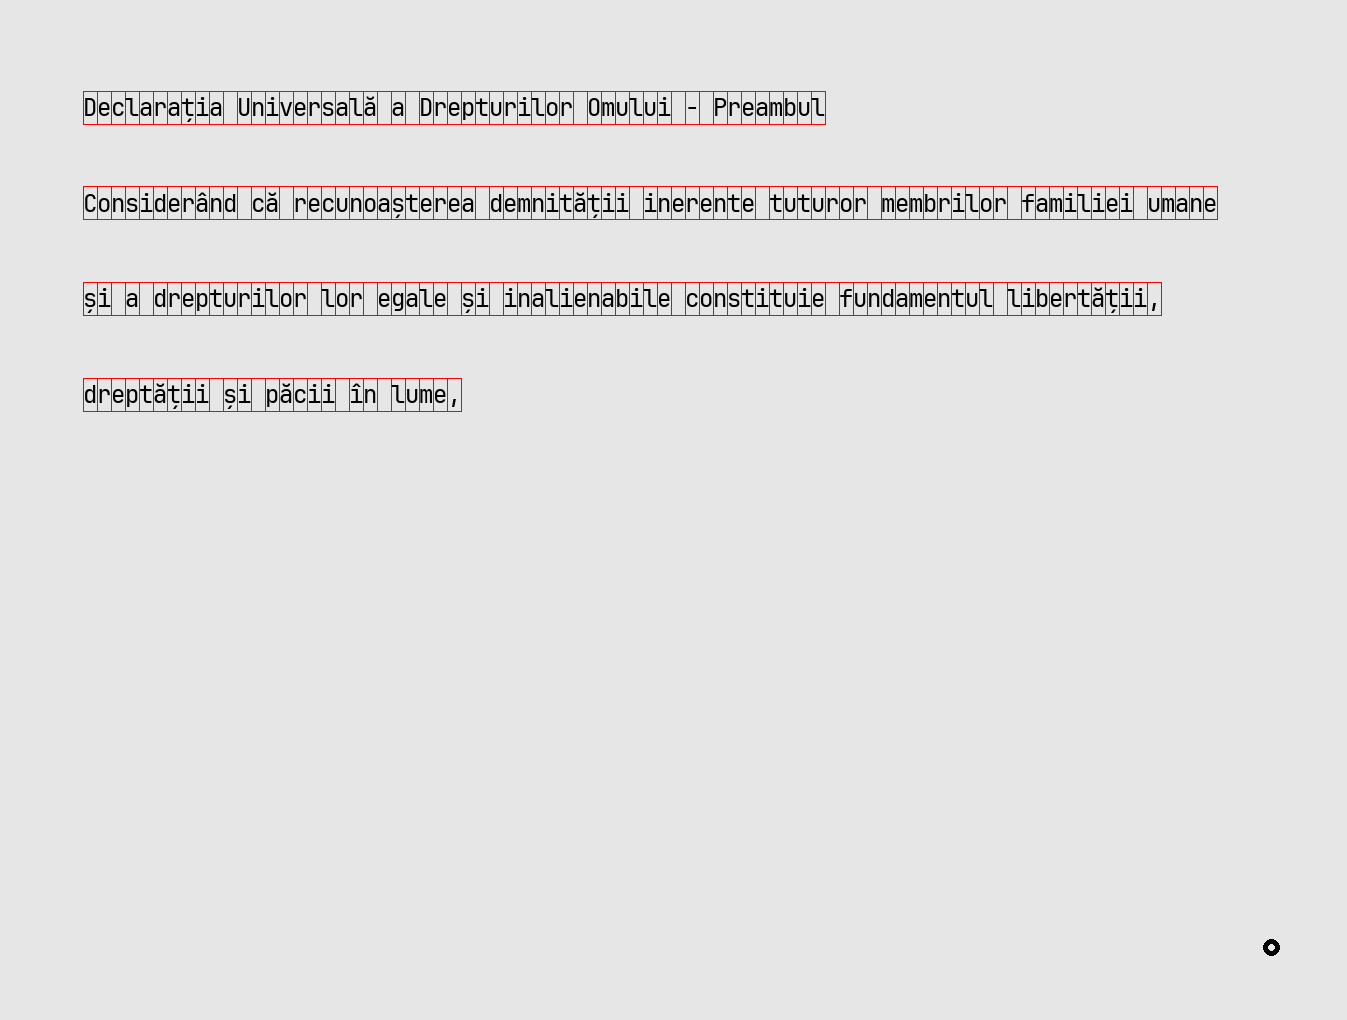 Declarația Universală a Drepturilor Omului - Preambul
Considerând că recunoașterea demnității inerente tuturor membrilor familiei umane
și a drepturilor lor egale și inalienabile constituie fundamentul libertății,
dreptății și păcii în lume,